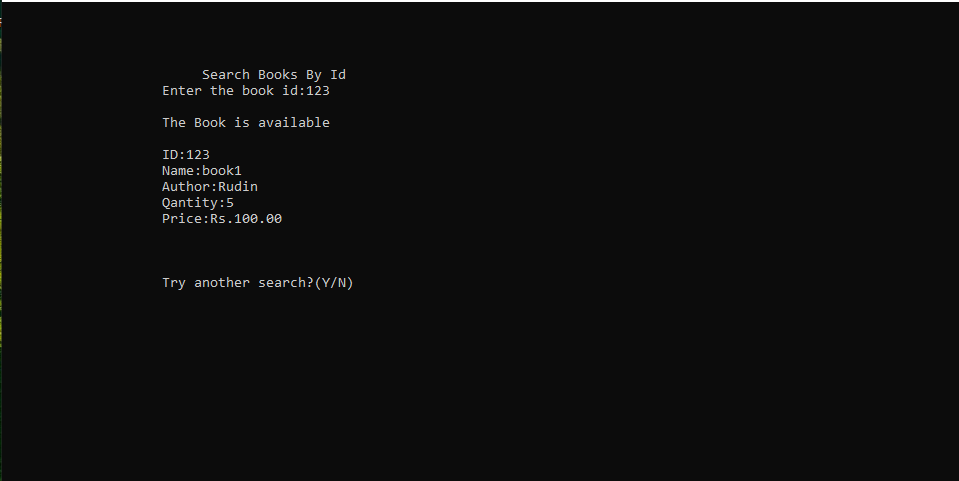 Search Books By Id
Enter the book id:123
The Book is available
ID:123
Name:book1
Author:Rudin
Qantity:5
Price:Rs.100.00
Try another search?(Y/N)